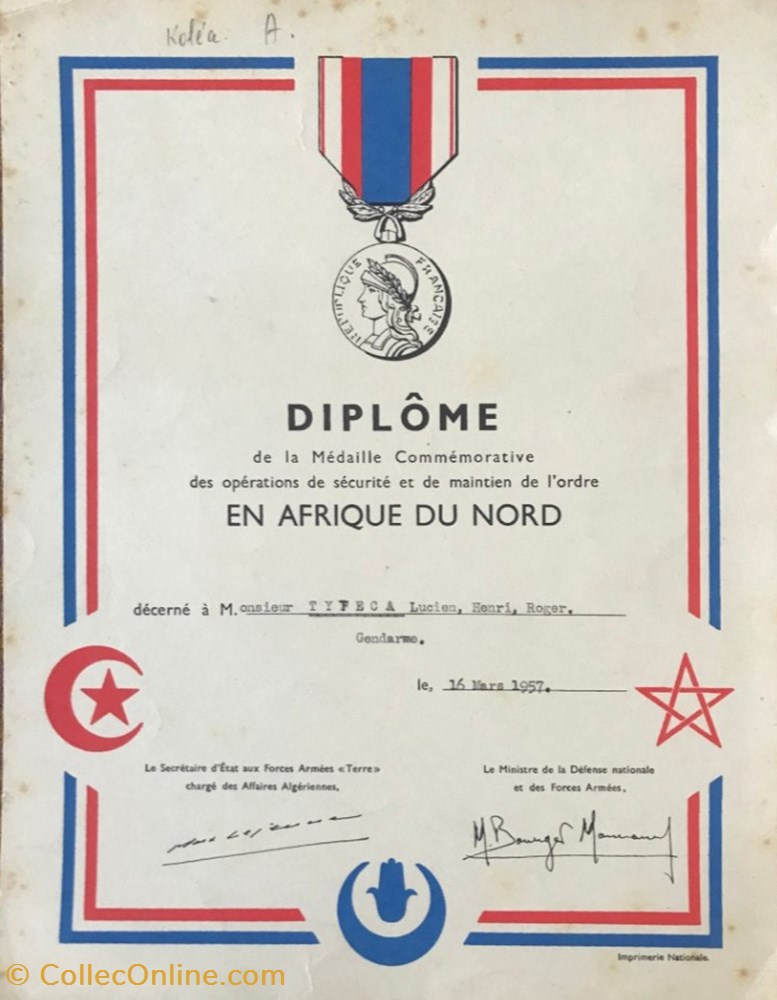 Koléa. A.
RÉPUBLIQUE FRANÇAISE
DIPLÔME
de la Médaille Commémorative
des opérations de sécurité et de maintien de l'ordre
EN AFRIQUE DU NORD
décerné à M.onsieur TYFECA Lucien, Henri, Roger.
Gendarme.
le, 16 Mars 1957.
Le Secrétaire d'État aux Forces Armées «Terre»
chargé des Affaires Algériennes,
Le Ministre de la Défense nationale
et des Forces Armées,
M. Bourgès Maunoury
Imprimerie Nationale.
© CollecOnline.com